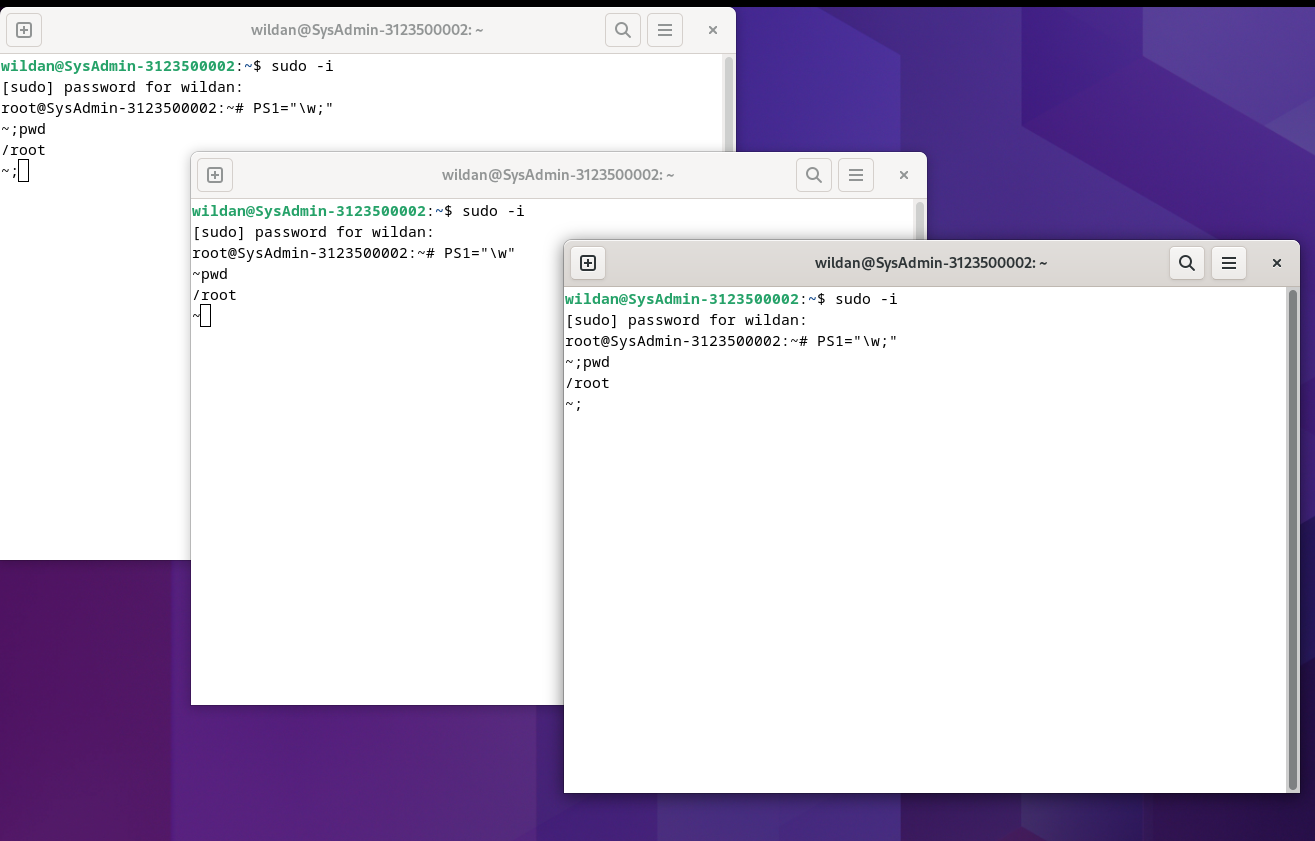 wildan@SysAdmin-3123500002: ~
wildan@SysAdmin-3123500002:~$ sudo -i
[sudo] password for wildan:
root@SysAdmin-3123500002:~# PS1="\w;"
~;pwd
/root
~;
wildan@SysAdmin-3123500002: ~
wildan@SysAdmin-3123500002:~$ sudo -i
[sudo] password for wildan:
root@SysAdmin-3123500002:~# PS1="\w"
~pwd
/root
~
wildan@SysAdmin-3123500002: ~
wildan@SysAdmin-3123500002:~$ sudo -i
[sudo] password for wildan:
root@SysAdmin-3123500002:~# PS1="\w;"
~;pwd
/root
~;